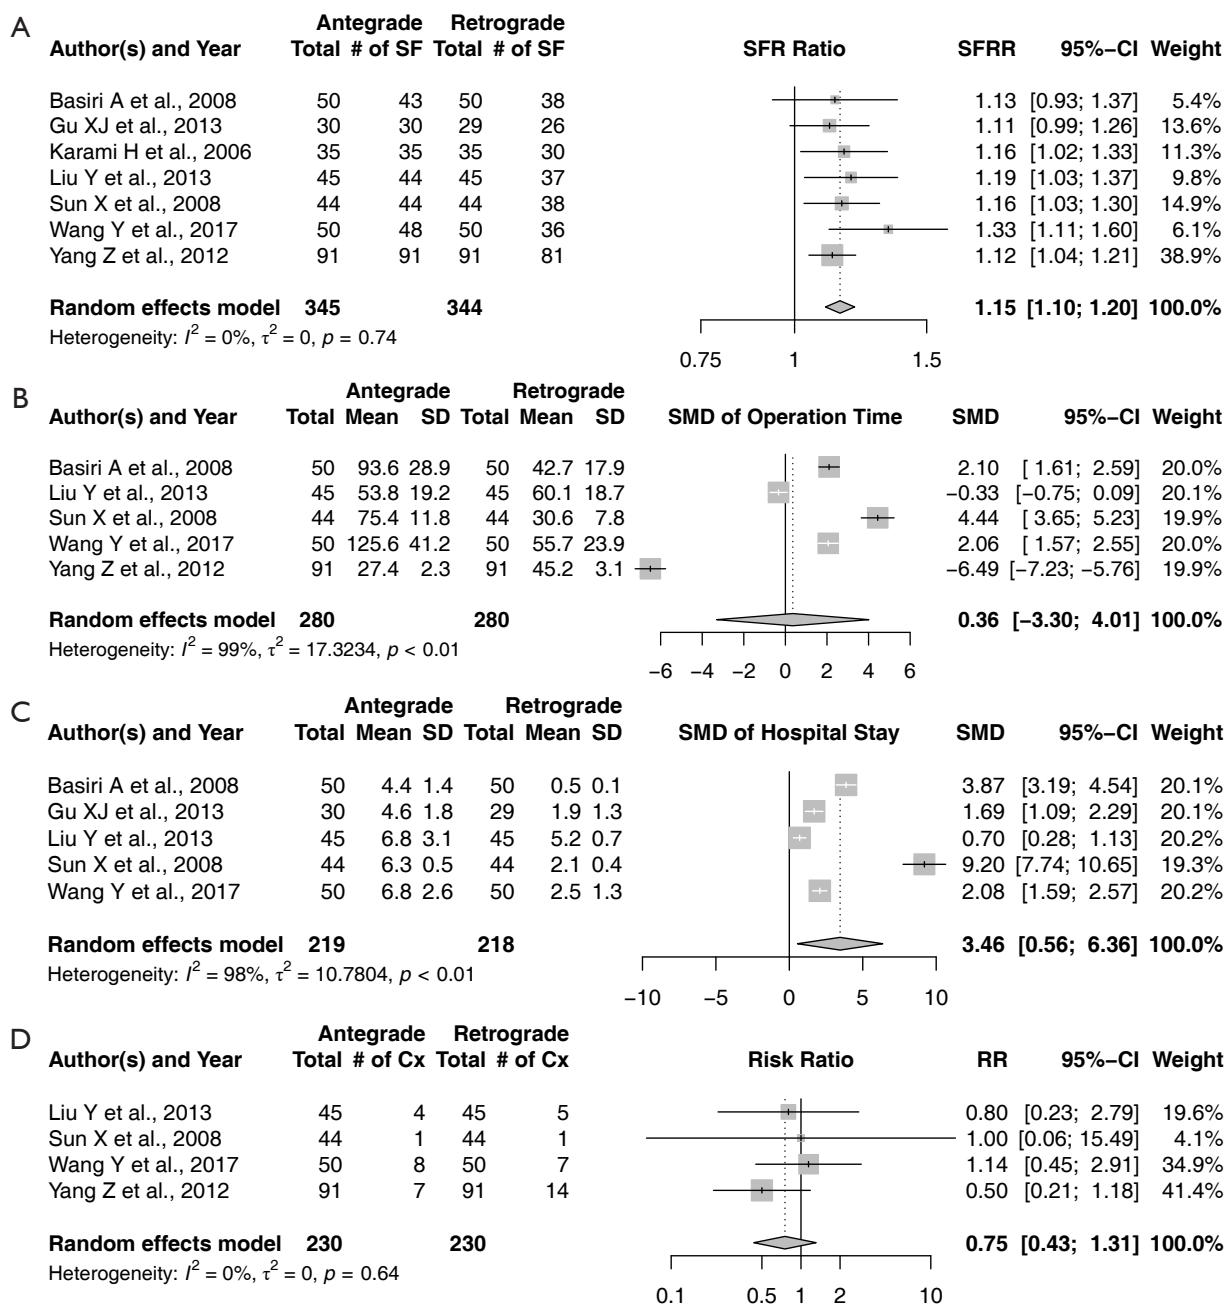 A
Antegrade Retrograde
Author(s) and Year Total # of SF Total # of SF SFR Ratio SFRR 95%−CI Weight
Basiri A et al., 2008 50 43 50 38 1.13 [0.93; 1.37] 5.4%
Gu XJ et al., 2013 30 30 29 26 1.11 [0.99; 1.26] 13.6%
Karami H et al., 2006 35 35 35 30 1.16 [1.02; 1.33] 11.3%
Liu Y et al., 2013 45 44 45 37 1.19 [1.03; 1.37] 9.8%
Sun X et al., 2008 44 44 44 38 1.16 [1.03; 1.30] 14.9%
Wang Y et al., 2017 50 48 50 36 1.33 [1.11; 1.60] 6.1%
Yang Z et al., 2012 91 91 91 81 1.12 [1.04; 1.21] 38.9%
Random effects model 345 344 1.15 [1.10; 1.20] 100.0%
Heterogeneity: I² = 0%, τ² = 0, p = 0.74
0.75 1 1.5
B
Antegrade Retrograde
Author(s) and Year Total Mean SD Total Mean SD SMD of Operation Time SMD 95%−CI Weight
Basiri A et al., 2008 50 93.6 28.9 50 42.7 17.9 2.10 [ 1.61; 2.59] 20.0%
Liu Y et al., 2013 45 53.8 19.2 45 60.1 18.7 −0.33 [−0.75; 0.09] 20.1%
Sun X et al., 2008 44 75.4 11.8 44 30.6 7.8 4.44 [ 3.65; 5.23] 19.9%
Wang Y et al., 2017 50 125.6 41.2 50 55.7 23.9 2.06 [ 1.57; 2.55] 20.0%
Yang Z et al., 2012 91 27.4 2.3 91 45.2 3.1 −6.49 [−7.23; −5.76] 19.9%
Random effects model 280 280 0.36 [−3.30; 4.01] 100.0%
Heterogeneity: I² = 99%, τ² = 17.3234, p < 0.01
−6 −4 −2 0 2 4 6
C
Antegrade Retrograde
Author(s) and Year Total Mean SD Total Mean SD SMD of Hospital Stay SMD 95%−CI Weight
Basiri A et al., 2008 50 4.4 1.4 50 0.5 0.1 3.87 [3.19; 4.54] 20.1%
Gu XJ et al., 2013 30 4.6 1.8 29 1.9 1.3 1.69 [1.09; 2.29] 20.1%
Liu Y et al., 2013 45 6.8 3.1 45 5.2 0.7 0.70 [0.28; 1.13] 20.2%
Sun X et al., 2008 44 6.3 0.5 44 2.1 0.4 9.20 [7.74; 10.65] 19.3%
Wang Y et al., 2017 50 6.8 2.6 50 2.5 1.3 2.08 [1.59; 2.57] 20.2%
Random effects model 219 218 3.46 [0.56; 6.36] 100.0%
Heterogeneity: I² = 98%, τ² = 10.7804, p < 0.01
−10 −5 0 5 10
D
Antegrade Retrograde
Author(s) and Year Total # of Cx Total # of Cx Risk Ratio RR 95%−CI Weight
Liu Y et al., 2013 45 4 45 5 0.80 [0.23; 2.79] 19.6%
Sun X et al., 2008 44 1 44 1 1.00 [0.06; 15.49] 4.1%
Wang Y et al., 2017 50 8 50 7 1.14 [0.45; 2.91] 34.9%
Yang Z et al., 2012 91 7 91 14 0.50 [0.21; 1.18] 41.4%
Random effects model 230 230 0.75 [0.43; 1.31] 100.0%
Heterogeneity: I² = 0%, τ² = 0, p = 0.64
0.1 0.5 1 2 10